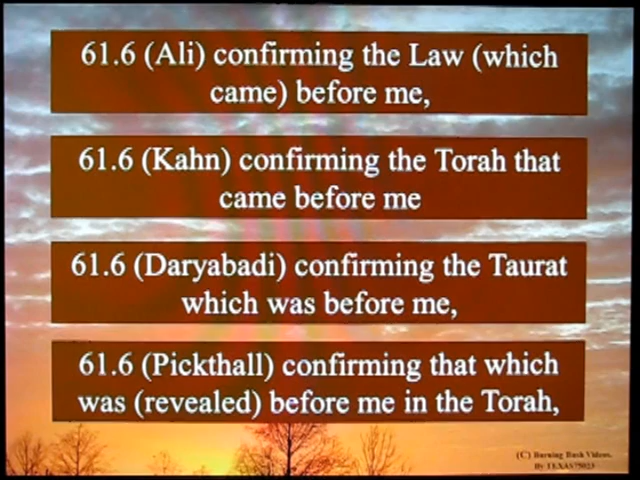 61.6 (Ali) confirming the Law (which
came) before me,
61.6 (Kahn) confirming the Torah that
came before me
61.6 (Daryabadi) confirming the Taurat
which was before me,
61.6 (Pickthall) confirming that which
was (revealed) before me in the Torah,
(C) Burning Bush Videos.
By TEXAS75023